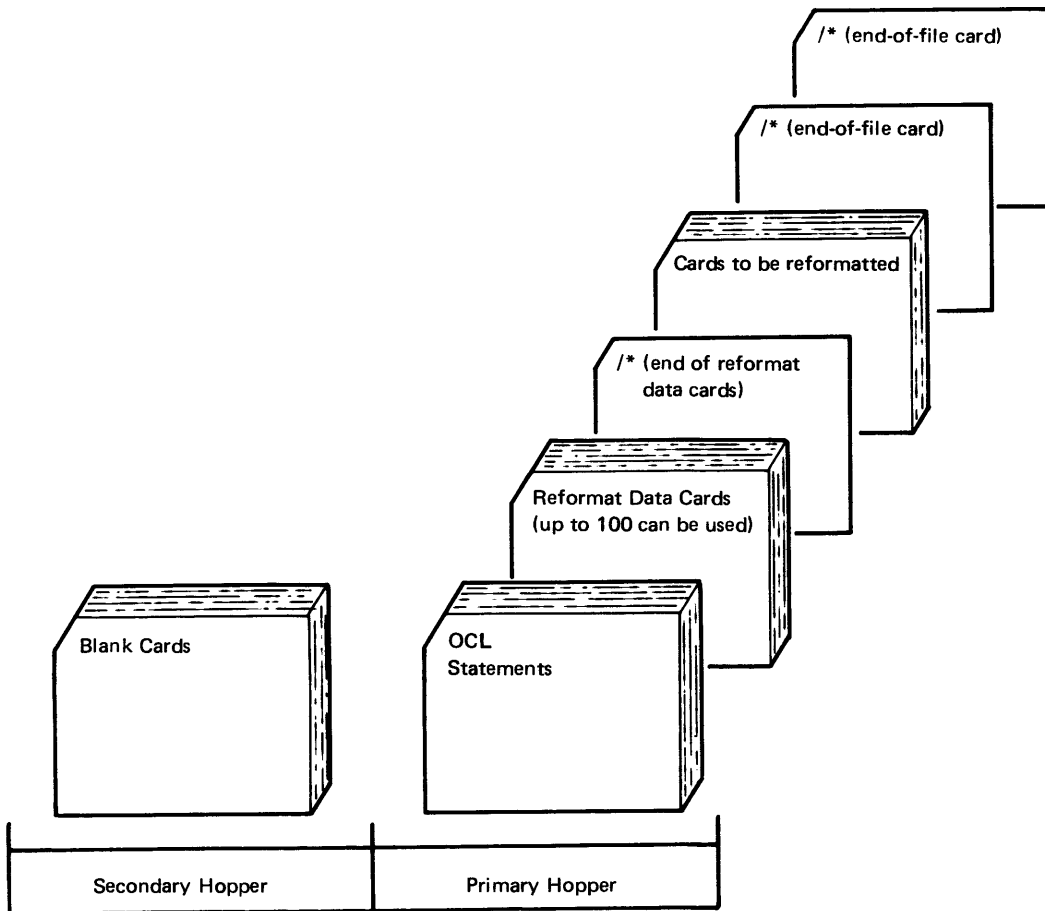 /* (end-of-file card)
/* (end-of-file card)
Cards to be reformatted
/* (end of reformat
data cards)
Reformat Data Cards
(up to 100 can be used)
Blank Cards
OCL
Statements
Secondary Hopper
Primary Hopper